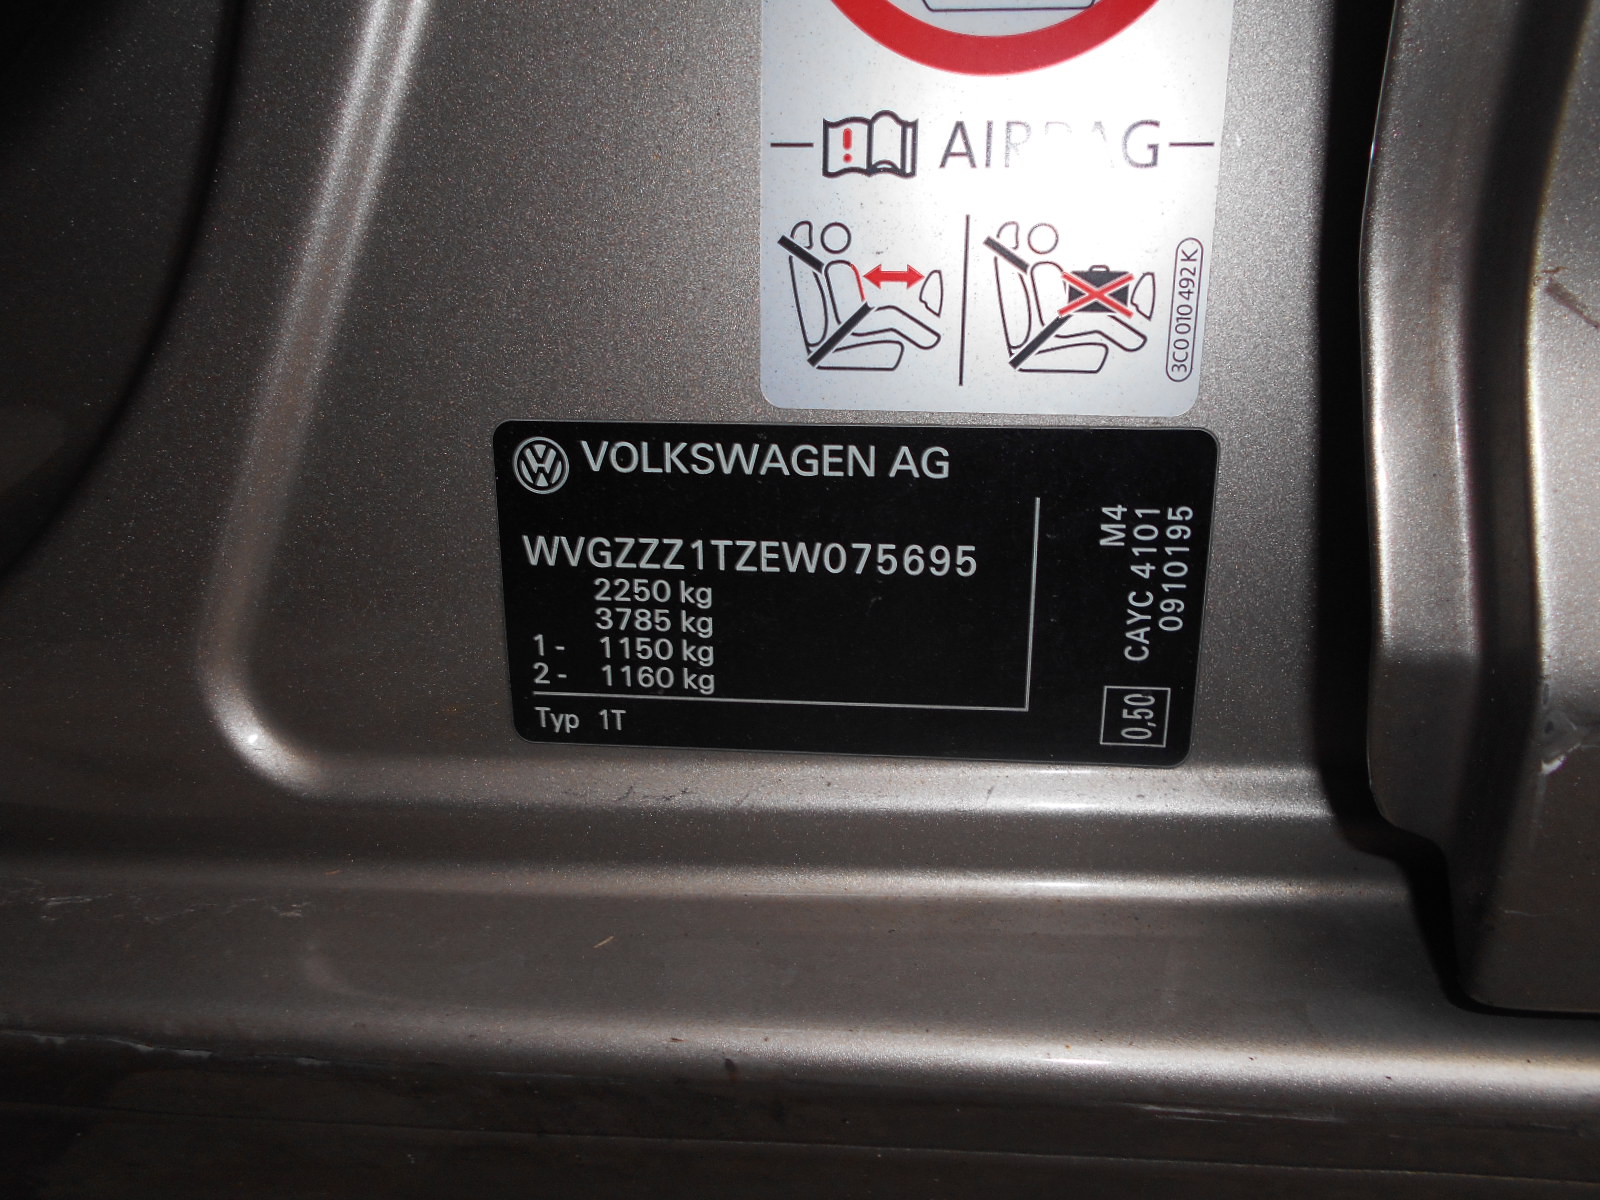 AIRBAG
3C0 010 492 K
VOLKSWAGEN AG
WVGZZZ1TZEW075695
2250 kg
3785 kg
1- 1150 kg
2- 1160 kg
Typ 1T
M4
CAYC 4101
0910195
0,50